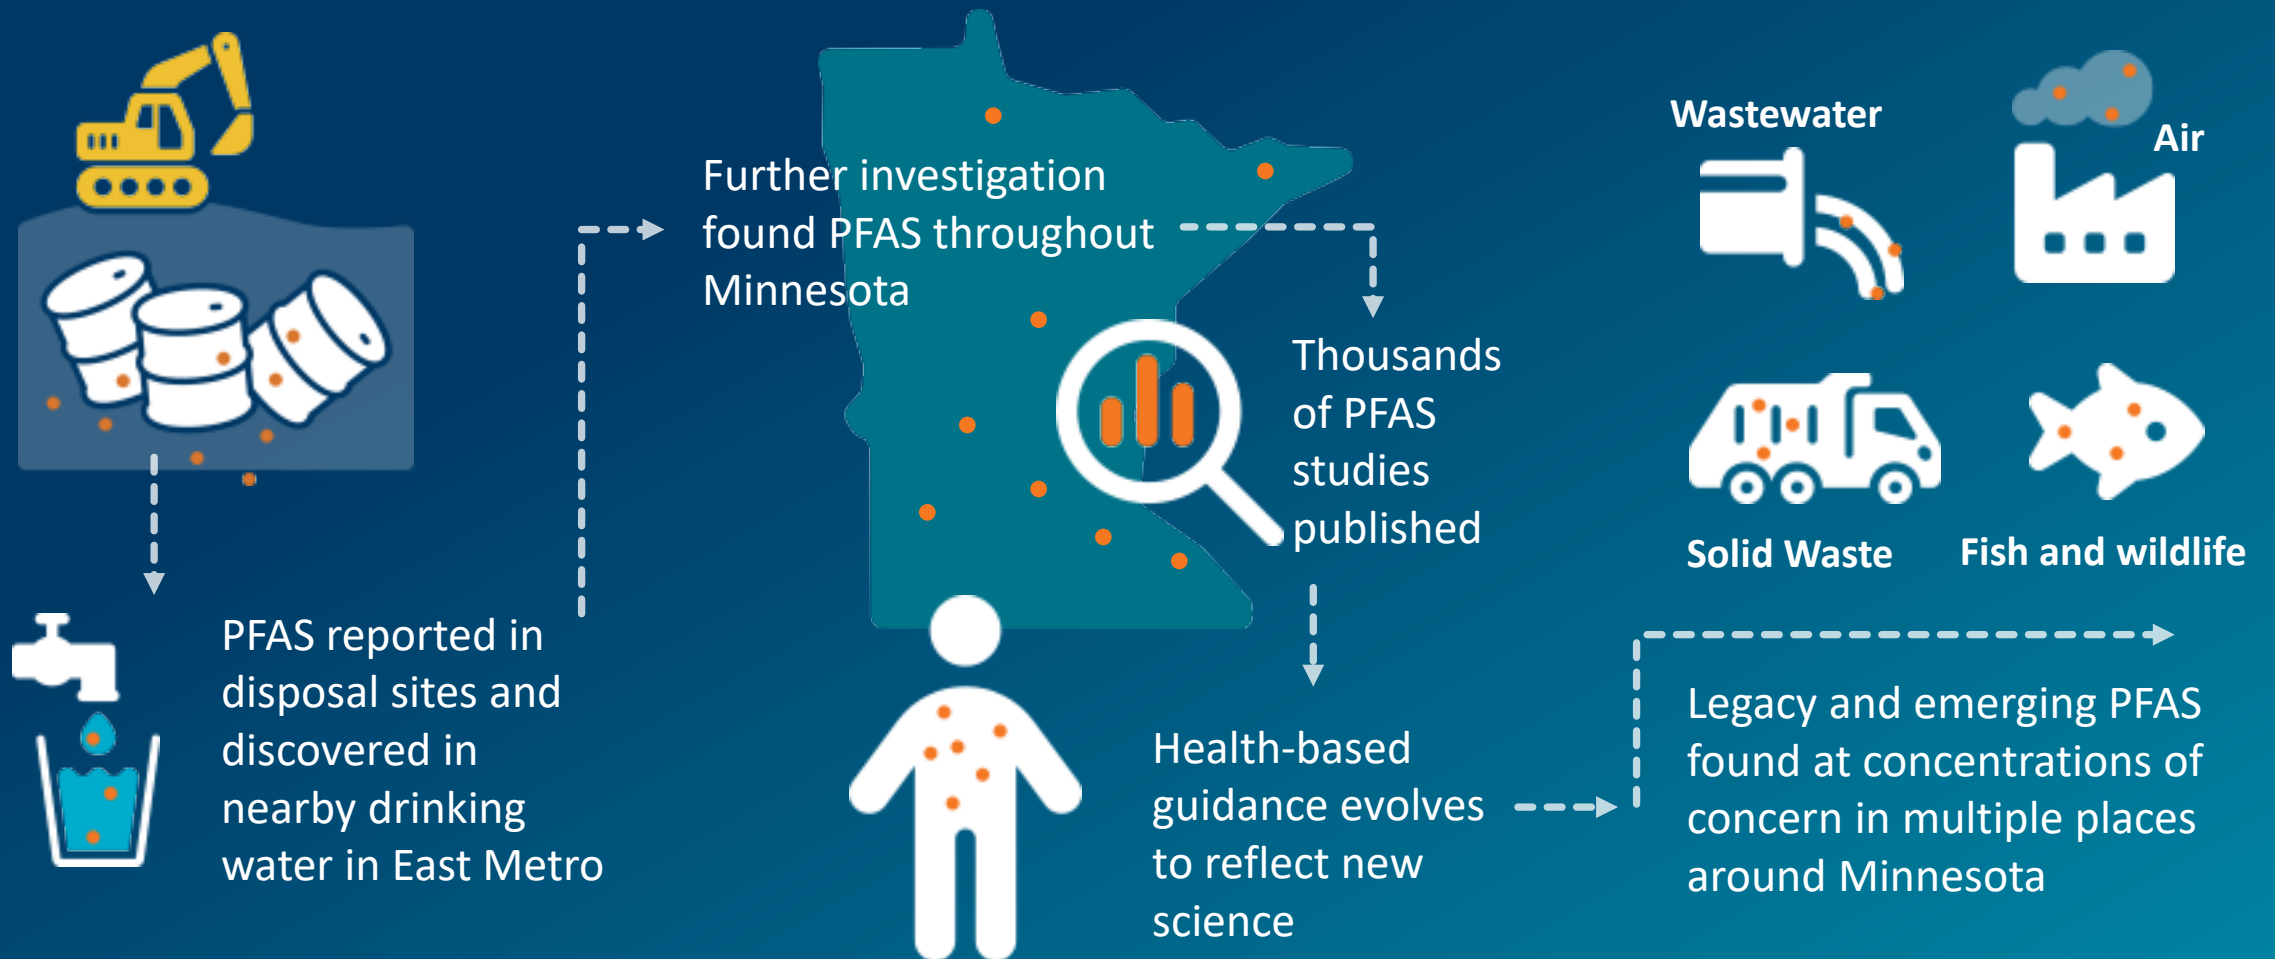 PFAS reported in
disposal sites and
discovered in
nearby drinking
water in East Metro
Further investigation
found PFAS throughout
Minnesota
Thousands
of PFAS
studies
published
Health-based
guidance evolves
to reflect new
science
Wastewater
Air
Solid Waste
Fish and wildlife
Legacy and emerging PFAS
found at concentrations of
concern in multiple places
around Minnesota